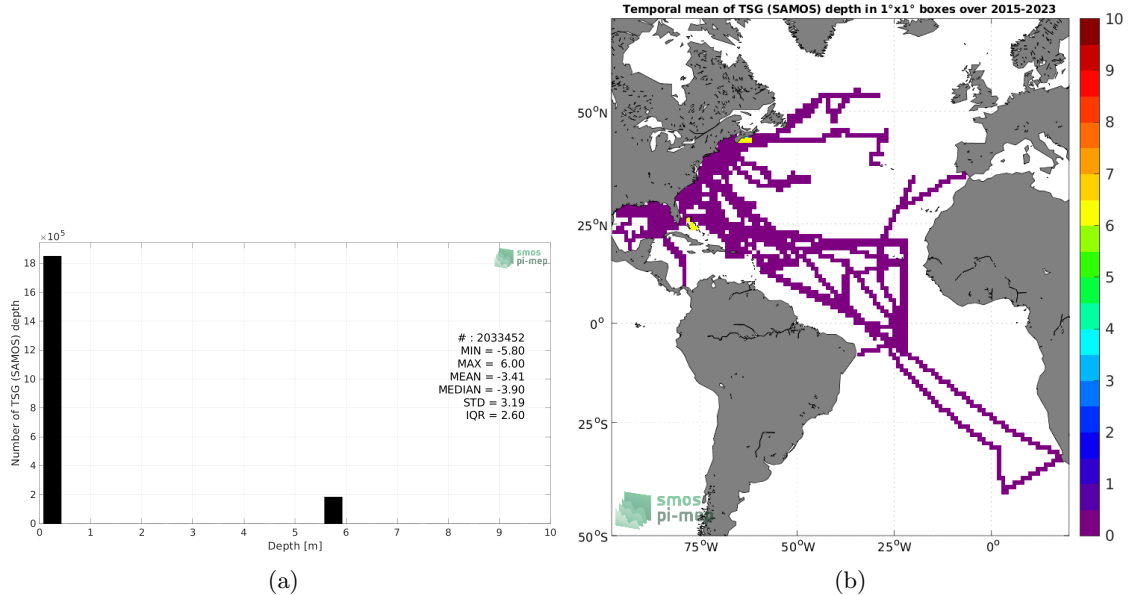 Temporal mean of TSG (SAMOS) depth in 1°x1° boxes over 2015-2023
×10⁵
18
16
14
12
10
8
6
4
2
0
Number of TSG (SAMOS) depth
smos
pi-mep
# : 2033452
MIN = -5.80
MAX = 6.00
MEAN = -3.41
MEDIAN = -3.90
STD = 3.19
IQR = 2.60
0 1 2 3 4 5 6 7 8 9 10
Depth [m]
(a)
50°N
25°N
0°
25°S
50°S
smos
pi-mep
75°W 50°W 25°W 0°
10
9
8
7
6
5
4
3
2
1
0
(b)